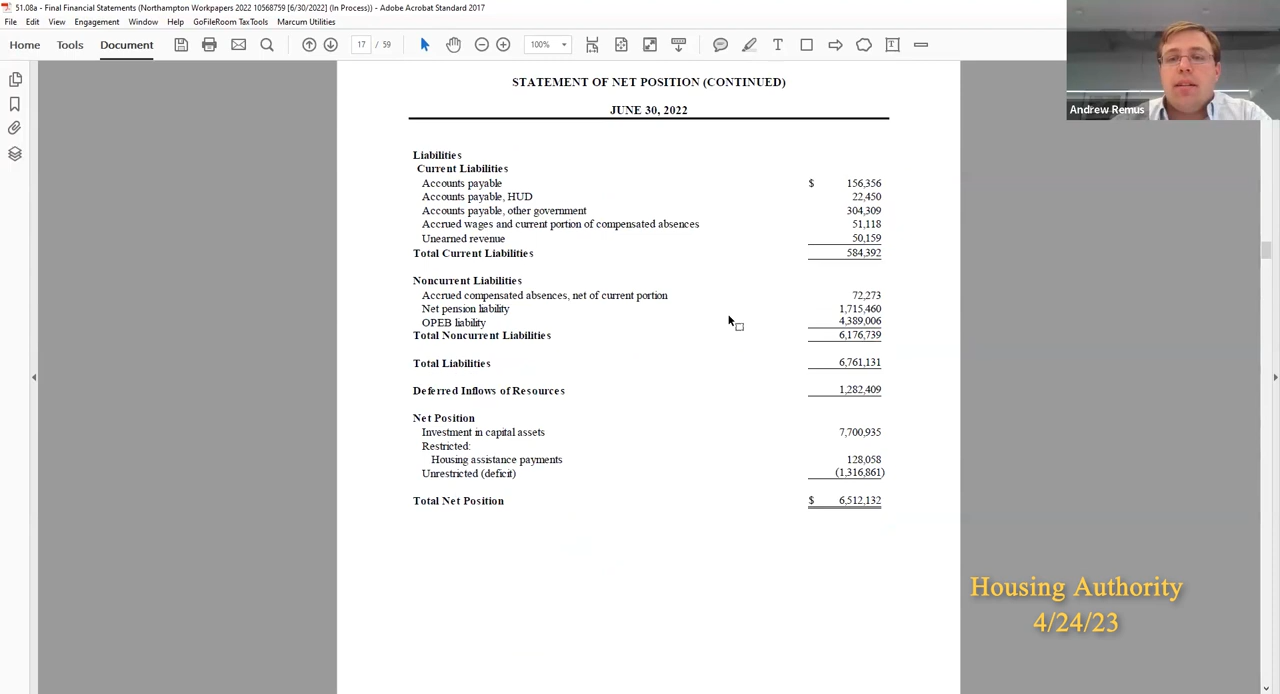 51.08a - Final Financial Statements (Northampton Workpapers 2022 10568759 [6/30/2022] (In Process)) - Adobe Acrobat Standard 2017
File Edit View Engagement Window Help GoFileRoom TaxTools Marcum Utilities
Home Tools Document 17 / 59 100%
Andrew Remus
STATEMENT OF NET POSITION (CONTINUED)
JUNE 30, 2022
Liabilities
Current Liabilities
Accounts payable $ 156,356
Accounts payable, HUD 22,450
Accounts payable, other government 304,309
Accrued wages and current portion of compensated absences 51,118
Unearned revenue 50,159
Total Current Liabilities 584,392
Noncurrent Liabilities
Accrued compensated absences, net of current portion 72,273
Net pension liability 1,715,460
OPEB liability 4,389,006
Total Noncurrent Liabilities 6,176,739
Total Liabilities 6,761,131
Deferred Inflows of Resources 1,282,409
Net Position
Investment in capital assets 7,700,935
Restricted:
Housing assistance payments 128,058
Unrestricted (deficit) (1,316,861)
Total Net Position $ 6,512,132
Housing Authority
4/24/23